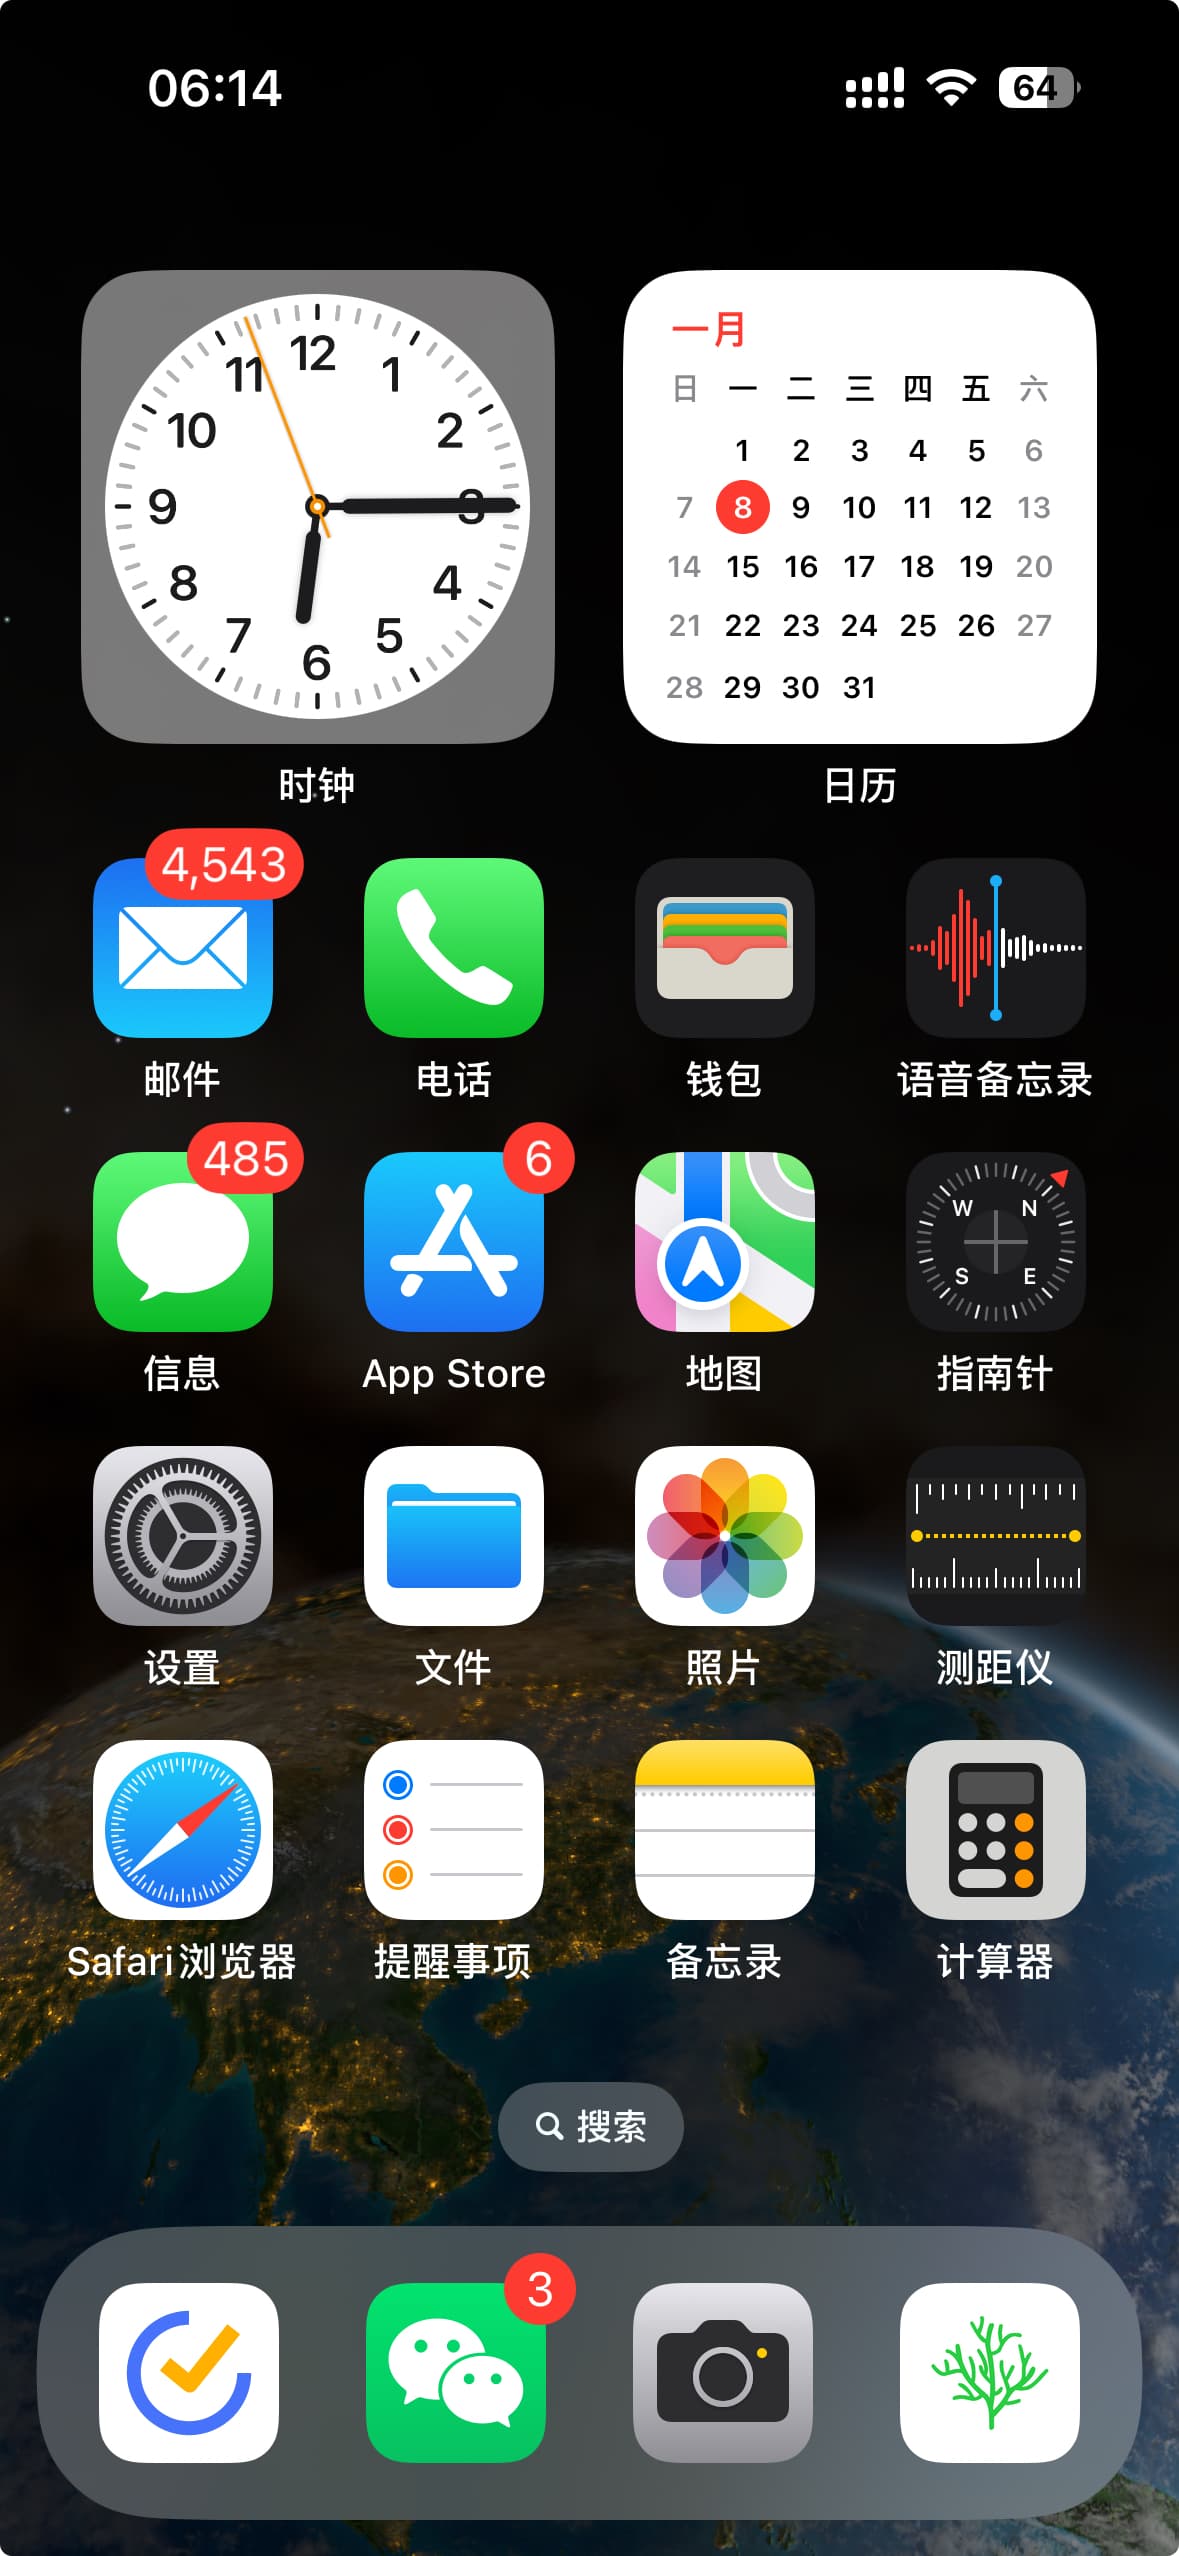 06:14
64
12
11
1
10
2
9
3
8
4
7
5
6
一月
日 一 二 三 四 五 六
1 2 3 4 5 6
7 8 9 10 11 12 13
14 15 16 17 18 19 20
21 22 23 24 25 26 27
28 29 30 31
时钟
日历
4,543
邮件
电话
钱包
语音备忘录
485
6
W N
S E
信息
App Store
地图
指南针
设置
文件
照片
测距仪
Safari浏览器
提醒事项
备忘录
计算器
搜索
3